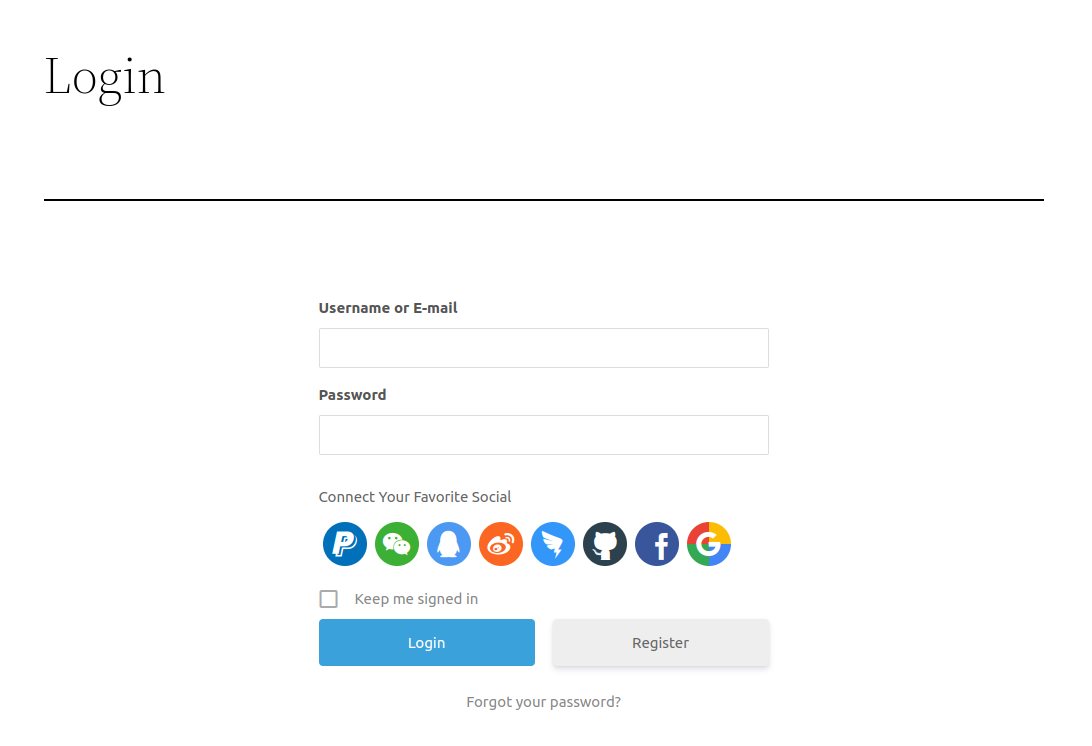 Login
Username or E-mail
Password
Connect Your Favorite Social
Keep me signed in
Login Register
Forgot your password?